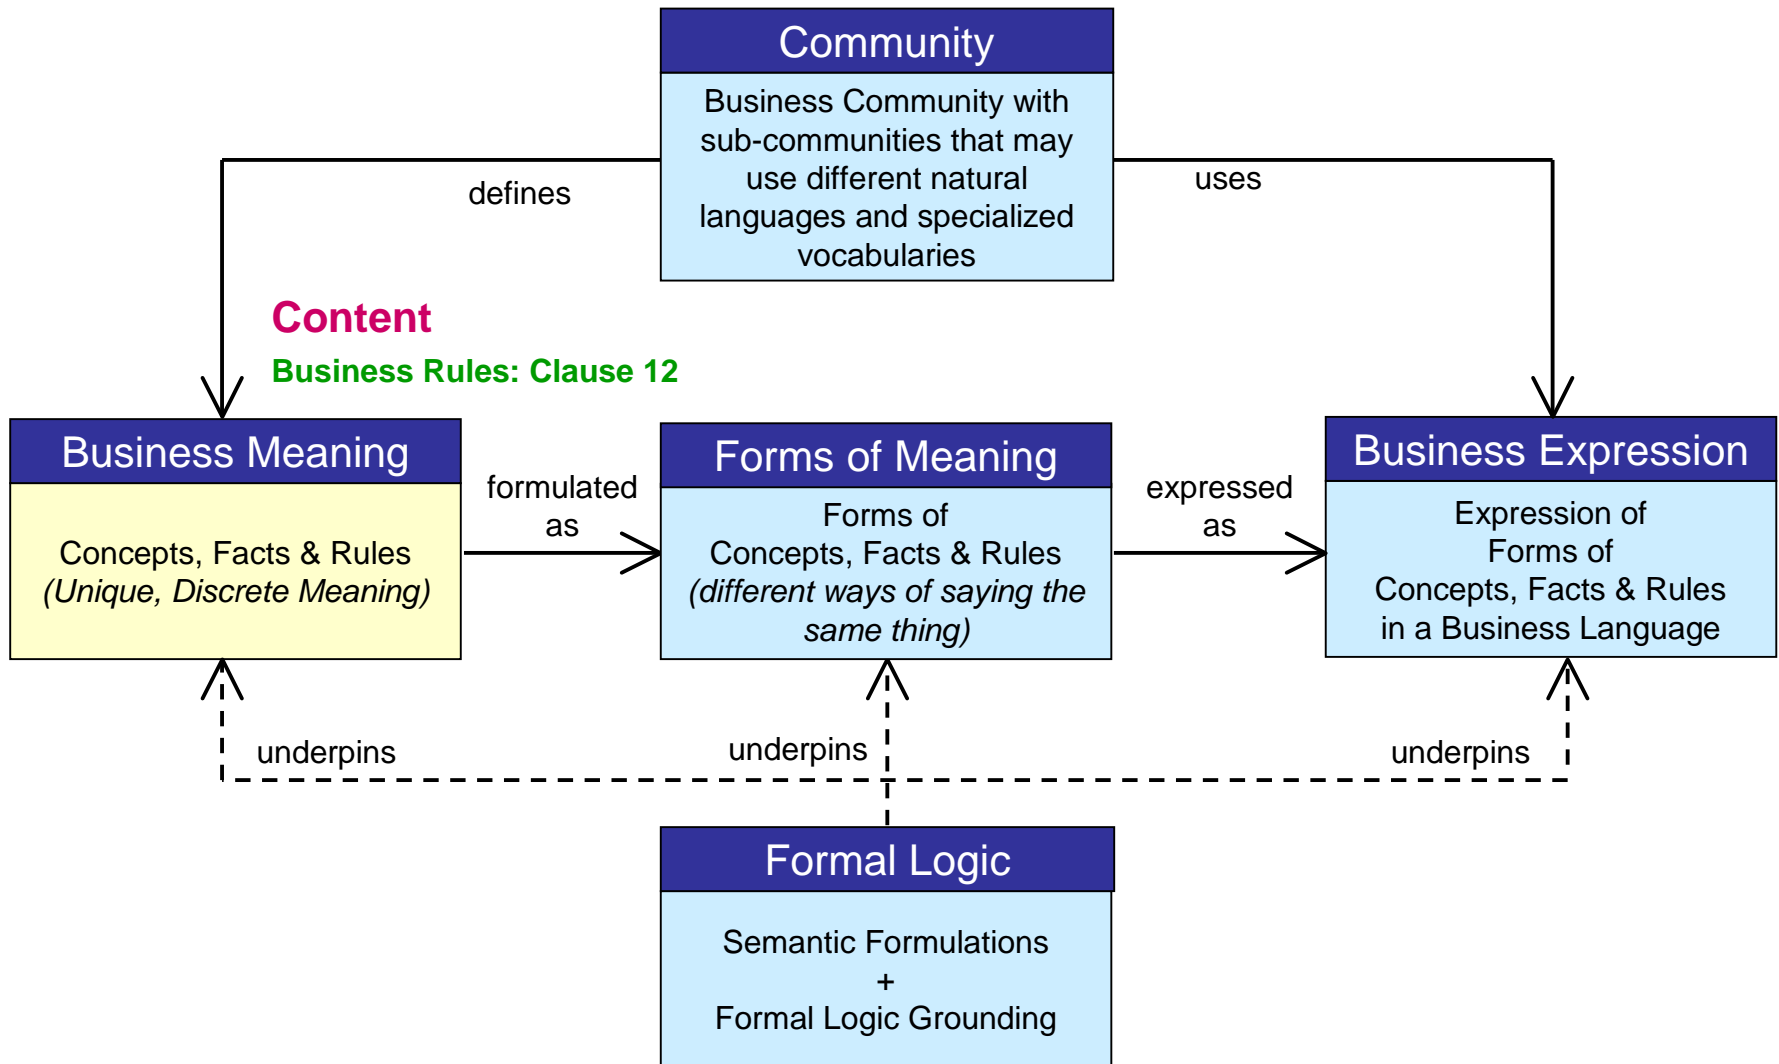 Community
Business Community with
sub-communities that may
use different natural
languages and specialized
vocabularies
defines
uses
Content
Business Rules: Clause 12
Business Meaning
Concepts, Facts & Rules
(Unique, Discrete Meaning)
formulated
as
Forms of Meaning
Forms of
Concepts, Facts & Rules
(different ways of saying the
same thing)
expressed
as
Business Expression
Expression of
Forms of
Concepts, Facts & Rules
in a Business Language
underpins
underpins
underpins
Formal Logic
Semantic Formulations
+
Formal Logic Grounding